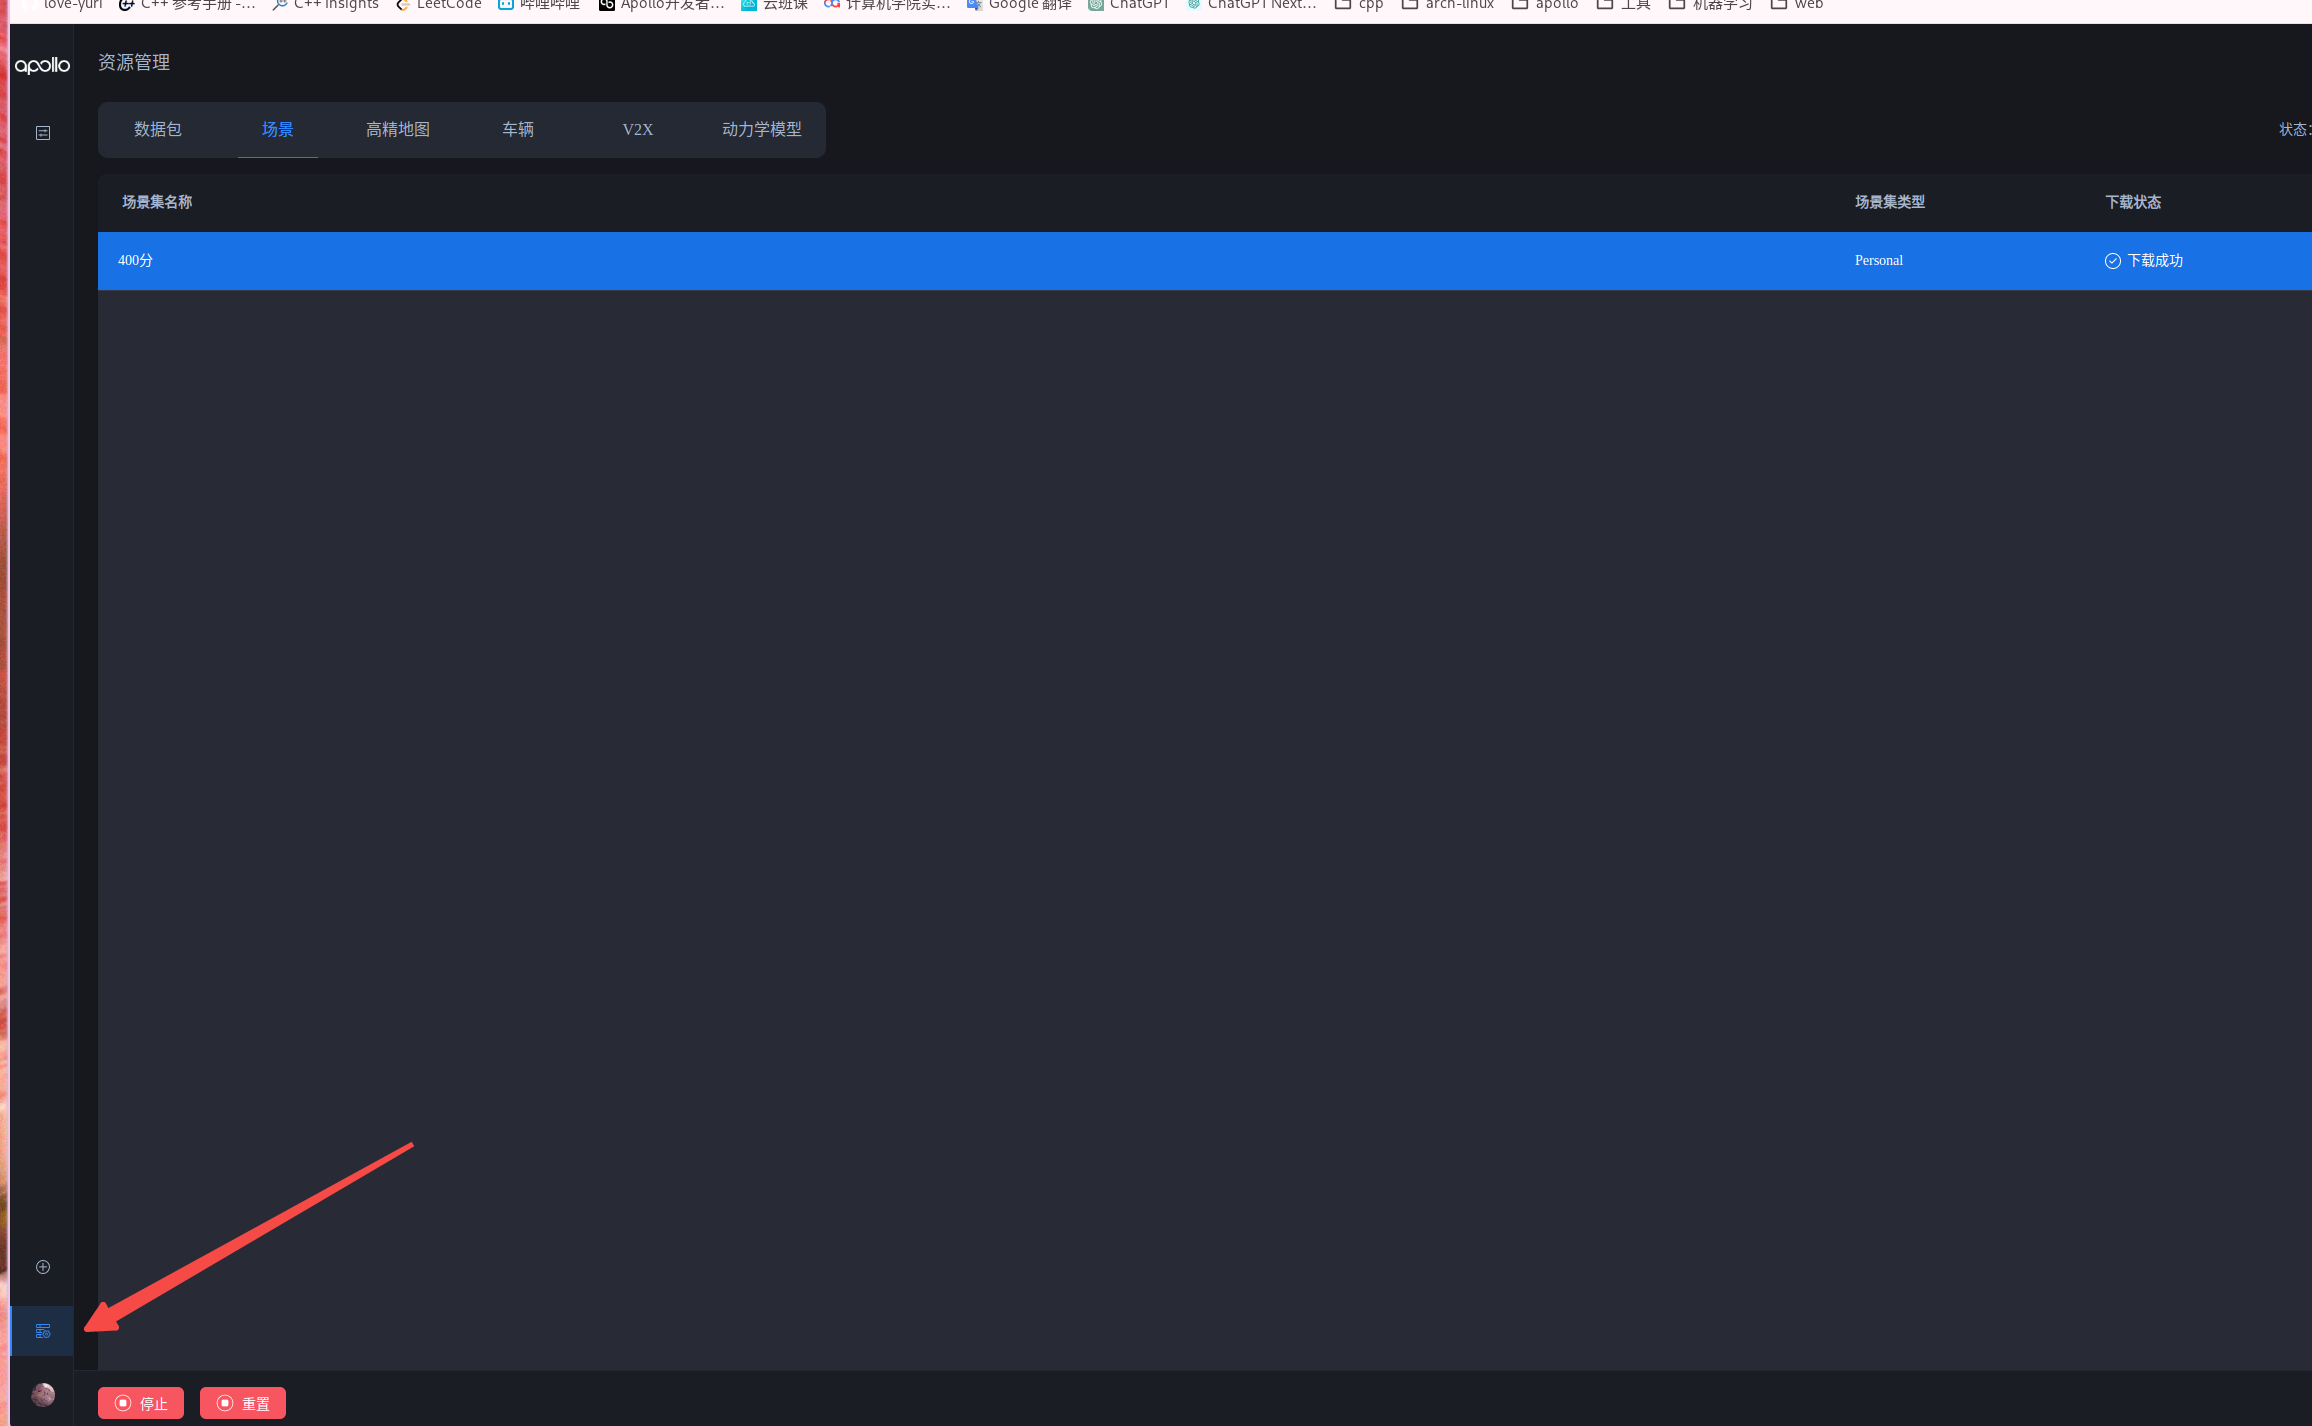 love-yuri C++ 参考手册 -... C++ Insights LeetCode 哔哩哔哩 Apollo开发者... 云班课 计算机学院实... Google 翻译 ChatGPT ChatGPT Next... cpp arch-linux apollo 工具 机器学习 web
apollo
资源管理
数据包 场景 高精地图 车辆 V2X 动力学模型 状态:
场景集名称 场景集类型 下载状态
400分 Personal 下载成功
停止 重置